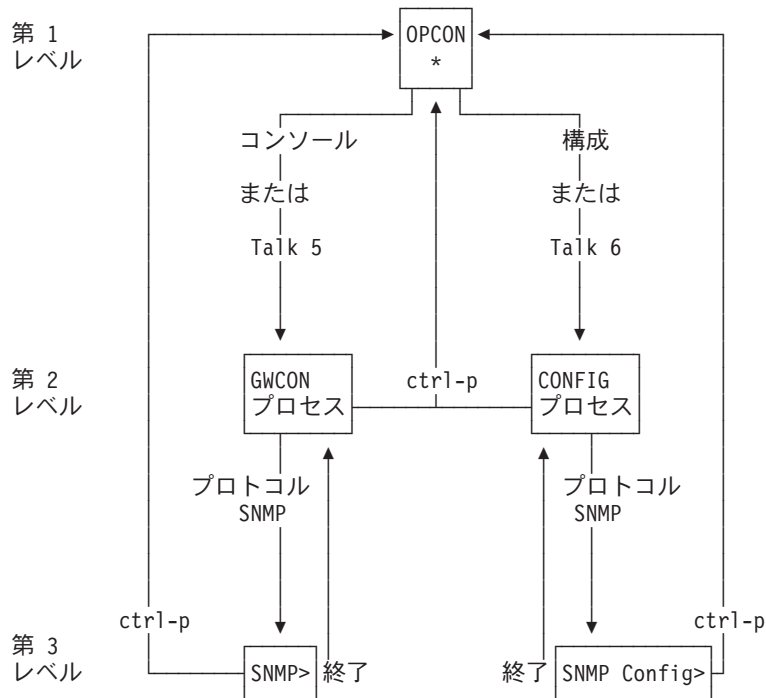 第 1
レベル
OPCON
*
コンソール
構成
または
または
Talk 5
Talk 6
第 2
レベル
GWCON
プロセス
ctrl-p
CONFIG
プロセス
プロトコル
SNMP
プロトコル
SNMP
ctrl-p
ctrl-p
第 3
レベル
SNMP>
終了
終了
SNMP Config>